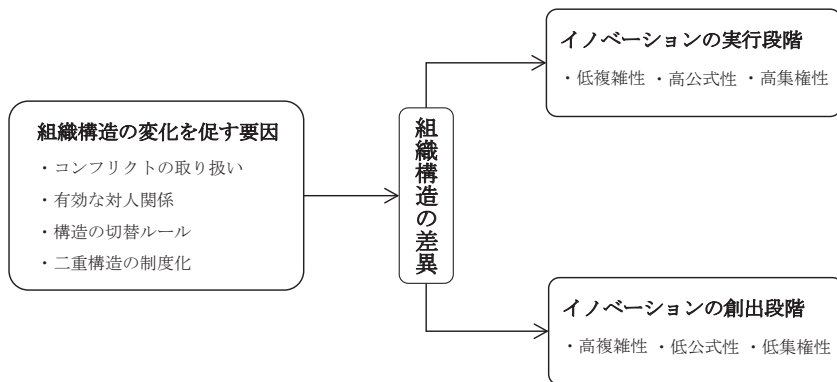 組織構造の変化を促す要因
・コンフリクトの取り扱い
・有効な対人関係
・構造の切替ルール
・二重構造の制度化
組織構造の差異
イノベーションの実行段階
・低複雑性 ・高公式性 ・高集権性
イノベーションの創出段階
・高複雑性 ・低公式性 ・低集権性